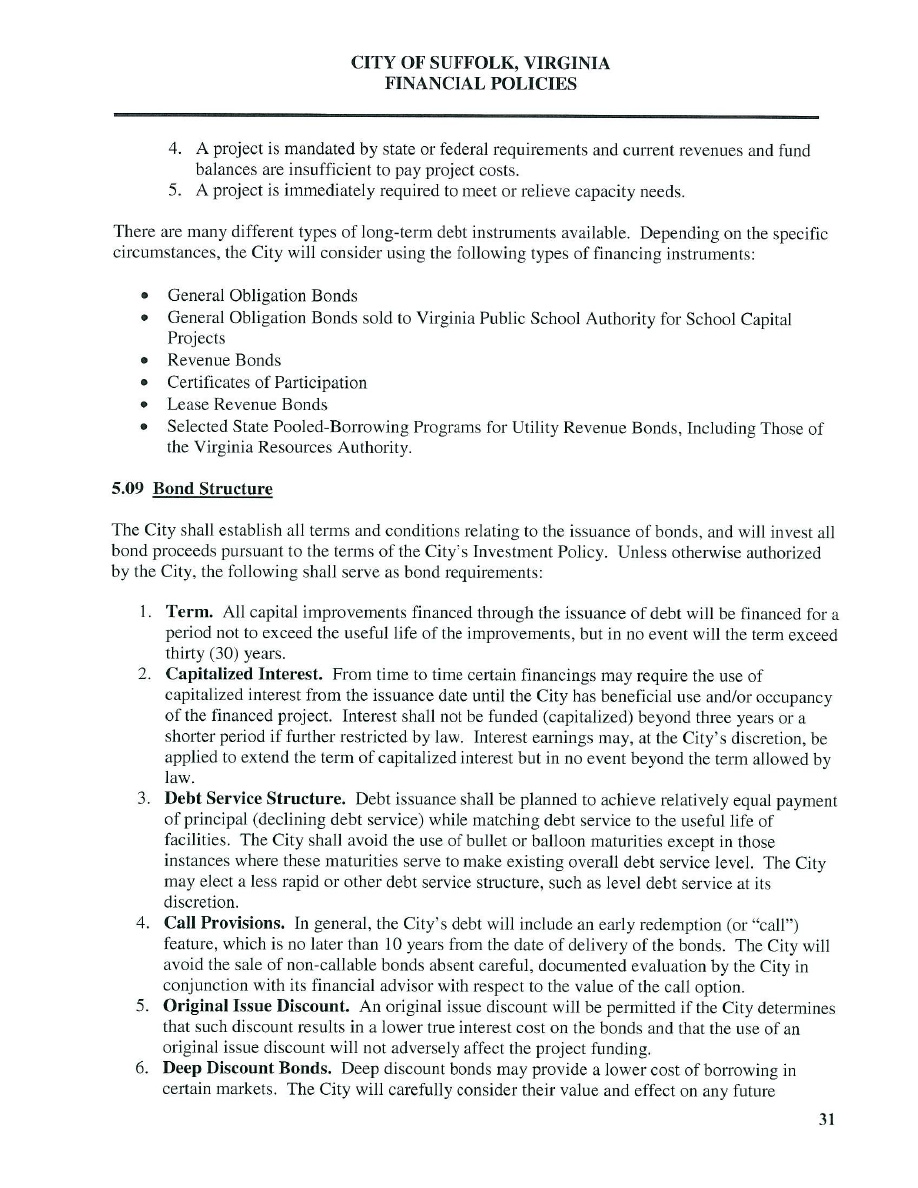 CITY OF SUFFOLK, VIRGINIA
FINANCIAL POLICIES
4. A project is mandated by state or federal requirements and current revenues and fund
balances are insufficient to pay project costs.
5. A project is immediately required to meet or relieve capacity needs.
There are many different types of long-term debt instruments available. Depending on the specific
circumstances, the City will consider using the following types of financing instruments:
• General Obligation Bonds
• General Obligation Bonds sold to Virginia Public School Authority for School Capital
Projects
• Revenue Bonds
• Certificates of Participation
• Lease Revenue Bonds
• Selected State Pooled-Borrowing Programs for Utility Revenue Bonds, Including Those of
the Virginia Resources Authority.
5.09 Bond Structure
The City shall establish all terms and conditions relating to the issuance of bonds, and will invest all
bond proceeds pursuant to the terms of the City's Investment Policy. Unless otherwise authorized
by the City, the following shall serve as bond requirements:
1. Term. All capital improvements financed through the issuance of debt will be financed for a
period not to exceed the useful life of the improvements, but in no event will the term exceed
thirty (30) years.
2. Capitalized Interest. From time to time certain financings may require the use of
capitalized interest from the issuance date until the City has beneficial use and/or occupancy
of the financed project. Interest shall not be funded (capitalized) beyond three years or a
shorter period if further restricted by law. Interest earnings may, at the City's discretion, be
applied to extend the term of capitalized interest but in no event beyond the term allowed by
law.
3. Debt Service Structure. Debt issuance shall be planned to achieve relatively equal payment
of principal (declining debt service) while matching debt service to the useful life of
facilities. The City shall avoid the use of bullet or balloon maturities except in those
instances where these maturities serve to make existing overall debt service level. The City
may elect a less rapid or other debt service structure, such as level debt service at its
discretion.
4. Call Provisions. In general, the City's debt will include an early redemption (or "call")
feature, which is no later than 10 years from the date of delivery of the bonds. The City will
avoid the sale of non-callable bonds absent careful, documented evaluation by the City in
conjunction with its financial advisor with respect to the value of the call option.
5. Original Issue Discount. An original issue discount will be permitted if the City determines
that such discount results in a lower true interest cost on the bonds and that the use of an
original issue discount will not adversely affect the project funding.
6. Deep Discount Bonds. Deep discount bonds may provide a lower cost of borrowing in
certain markets. The City will carefully consider their value and effect on any future
31